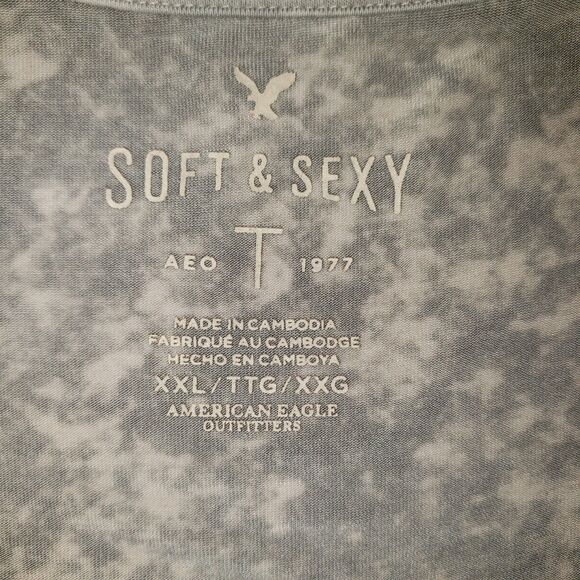 SOFT & SEXY
AEO T 1977
MADE IN CAMBODIA
FABRIQUÉ AU CAMBODGE
HECHO EN CAMBOYA
XXL/TTG/XXG
AMERICAN EAGLE
OUTFITTERS